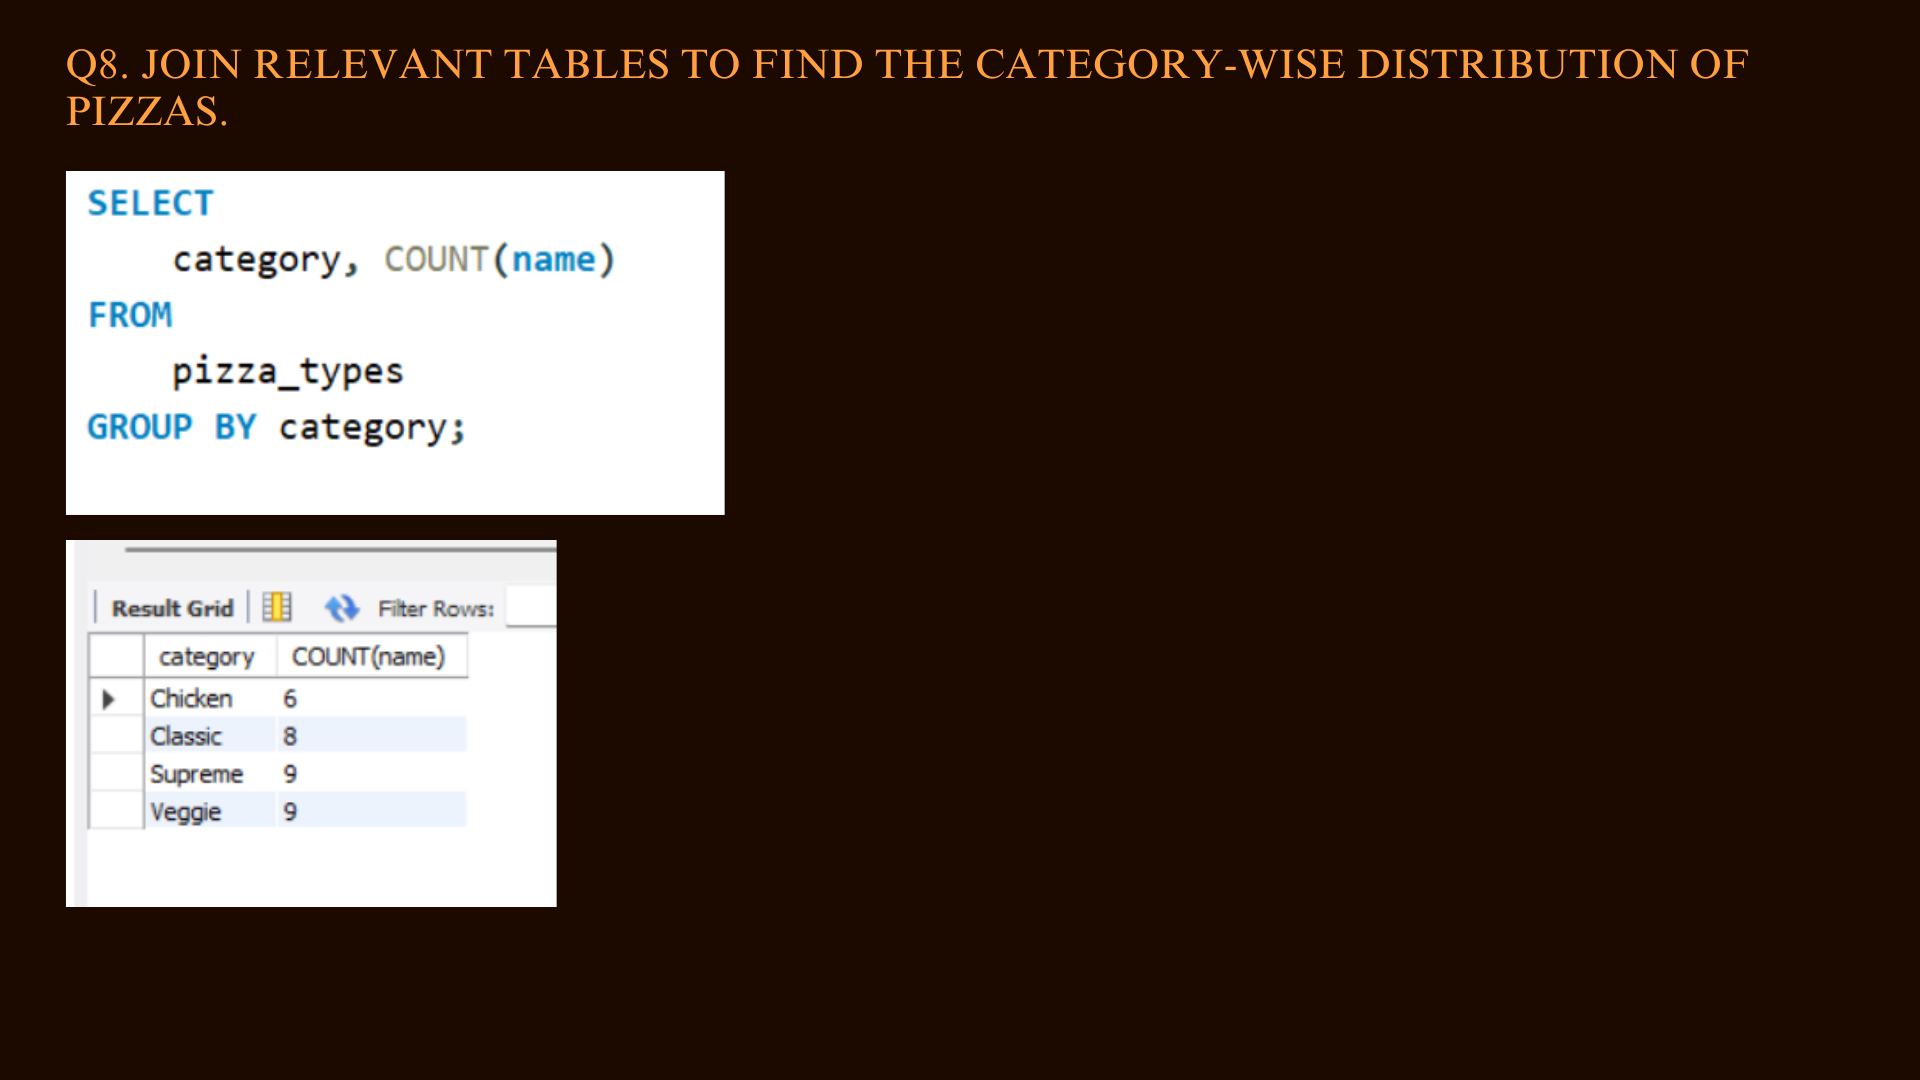 Q8. JOIN RELEVANT TABLES TO FIND THE CATEGORY-WISE DISTRIBUTION OF
PIZZAS.
SELECT
category, COUNT(name)
FROM
pizza_types
GROUP BY category;
Result Grid Filter Rows:
category COUNT(name)
Chicken 6
Classic 8
Supreme 9
Veggie 9